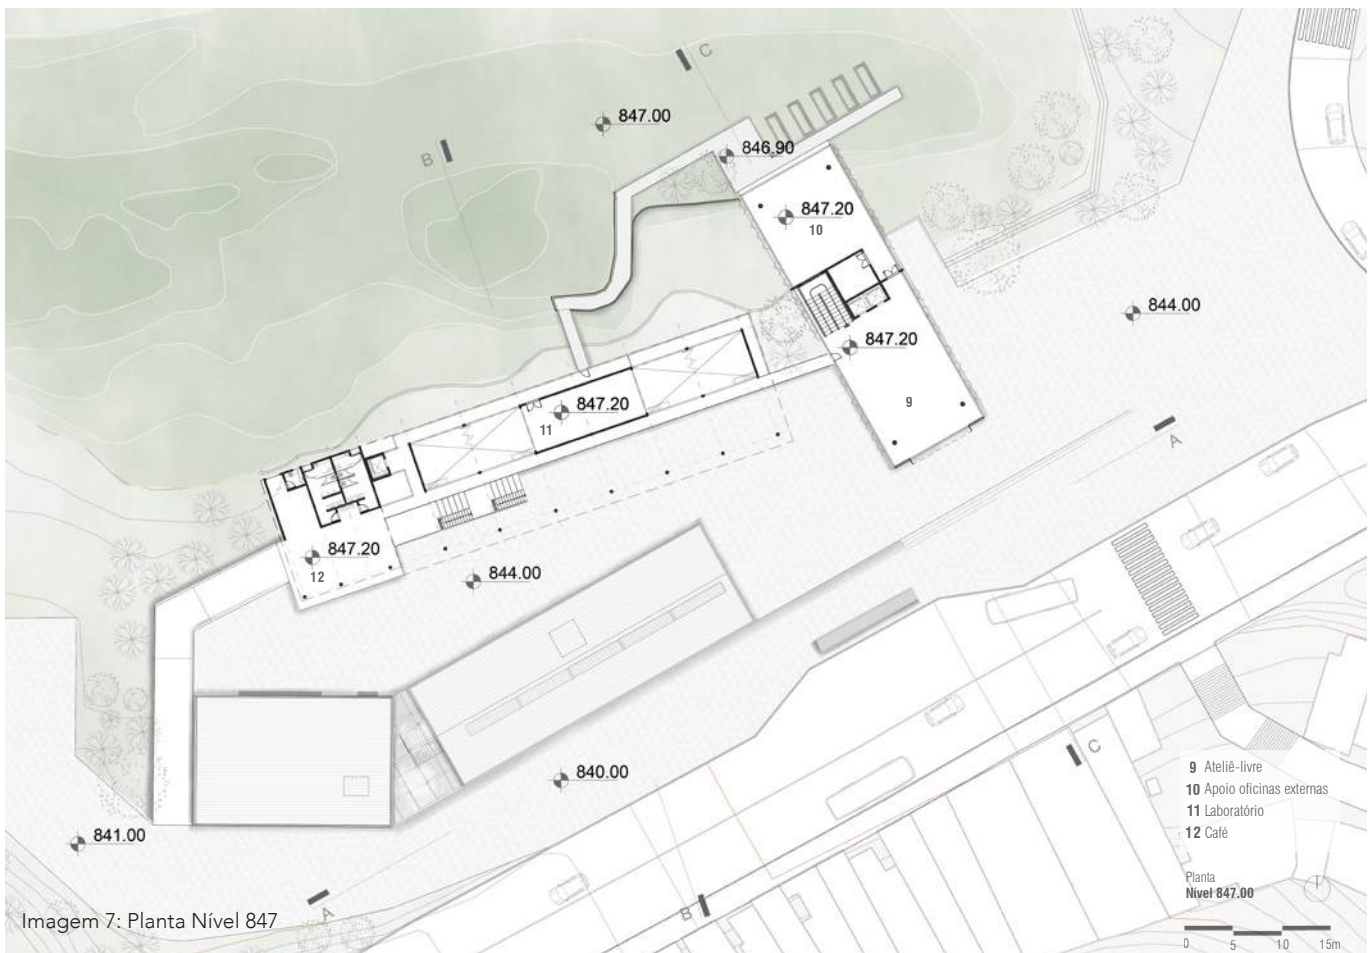 C
847.00
B
846.90
847.20
10
844.00
847.20
9
847.20
11
A
847.20
12
844.00
C
840.00
9 Ateliê-livre
10 Apoio oficinas externas
11 Laboratório
12 Café
841.00
Planta
Nível 847.00
A
B
Imagem 7: Planta Nível 847
0 5 10 15m